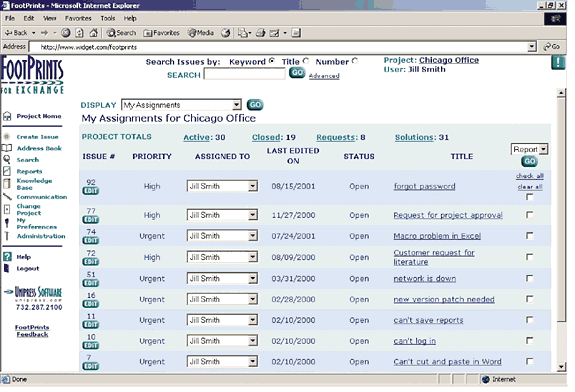 FootPrints - Microsoft Internet Explorer
File Edit View Favorites Tools Help
Back Search Favorites Media
Address http://www.widget.com/footprints Go
FOOTPRINTS
FOR EXCHANGE
Search Issues by: Keyword Title Number
SEARCH GO Advanced
Project: Chicago Office
User: Jill Smith
Project Home
Create Issue
Address Book
Search
Reports
Knowledge
Base
Communication
Change
Project
My
Preferences
Administration
Help
Logout
UNIPRESS SOFTWARE
unipress.com
732.287.2100
FootPrints
Feedback
DISPLAY My Assignments GO
My Assignments for Chicago Office
PROJECT TOTALS Active: 30 Closed: 19 Requests: 8 Solutions: 31
ISSUE # PRIORITY ASSIGNED TO LAST EDITED ON STATUS TITLE Report GO
check all
clear all
92 EDIT High Jill Smith 08/15/2001 Open forgot password
77 EDIT High Jill Smith 11/27/2000 Open Request for project approval
74 EDIT Urgent Jill Smith 07/24/2001 Open Macro problem in Excel
72 EDIT High Jill Smith 08/09/2000 Open Customer request for literature
51 EDIT Urgent Jill Smith 03/31/2000 Open network is down
16 EDIT Urgent Jill Smith 02/28/2000 Open new version patch needed
11 EDIT Urgent Jill Smith 02/10/2000 Open can't save reports
10 EDIT Urgent Jill Smith 02/10/2000 Open can't log in
7 EDIT Urgent Jill Smith 02/10/2000 Open Can't cut and paste in Word
Done Internet